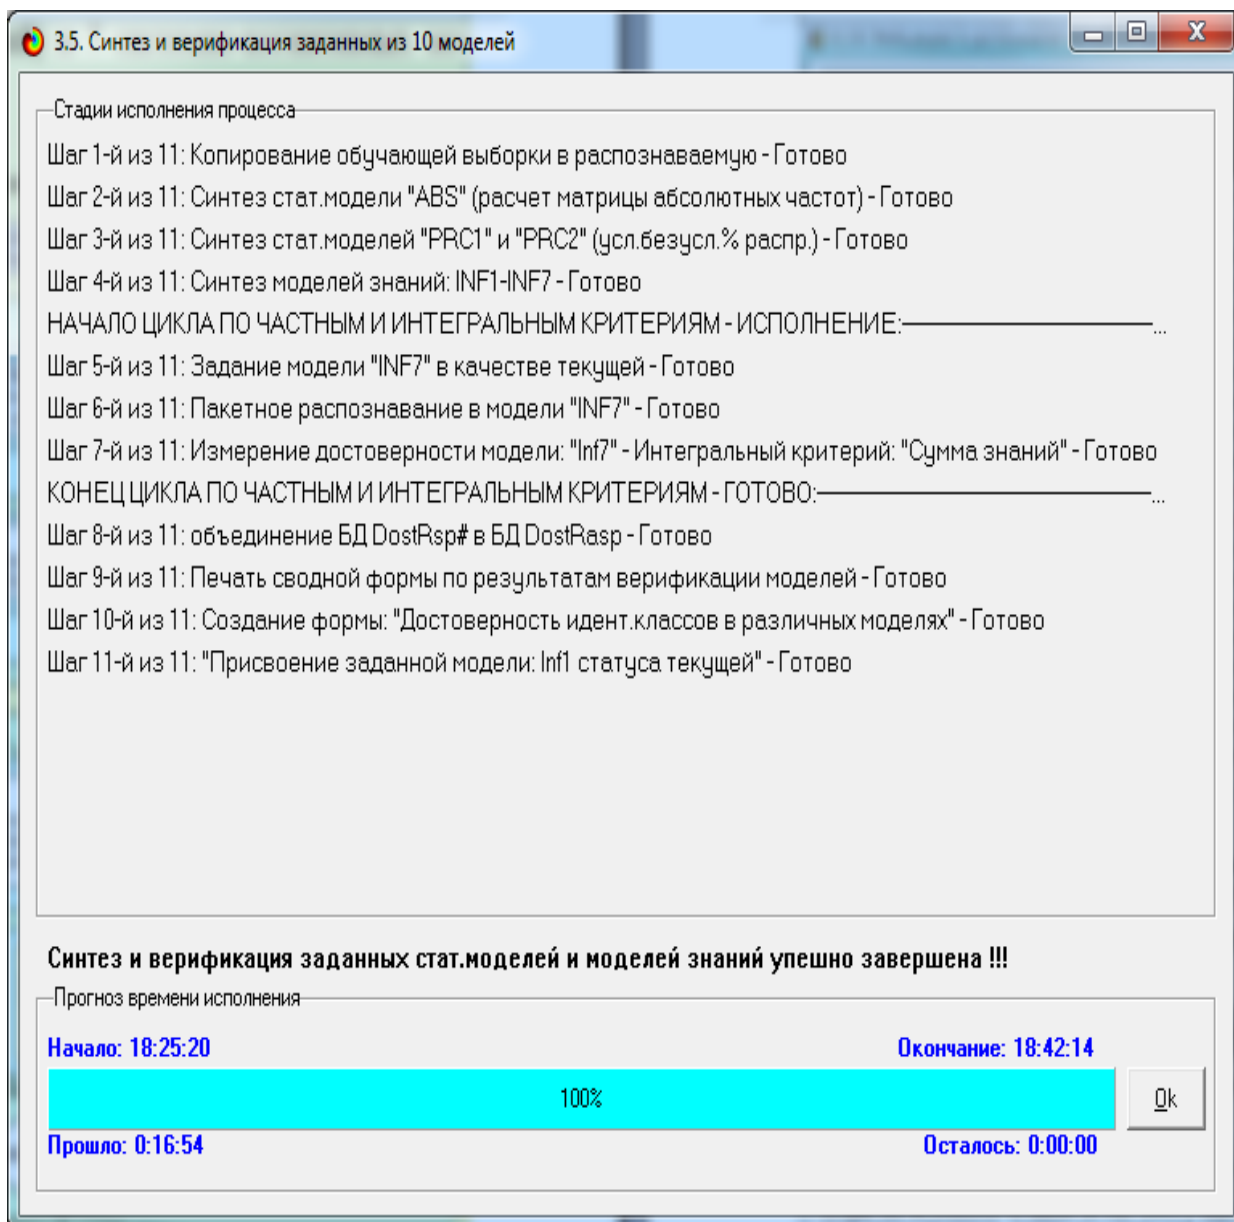 3.5. Синтез и верификация заданных из 10 моделей
Стадии исполнения процесса
Шаг 1-й из 11: Копирование обучающей выборки в распознаваемую - Готово
Шаг 2-й из 11: Синтез стат.модели "ABS" (расчет матрицы абсолютных частот) - Готово
Шаг 3-й из 11: Синтез стат.моделей "PRC1" и "PRC2" (усл.безусл.% распр.) - Готово
Шаг 4-й из 11: Синтез моделей знаний: INF1-INF7 - Готово
НАЧАЛО ЦИКЛА ПО ЧАСТНЫМ И ИНТЕГРАЛЬНЫМ КРИТЕРИЯМ - ИСПОЛНЕНИЕ:————————————...
Шаг 5-й из 11: Задание модели "INF7" в качестве текущей - Готово
Шаг 6-й из 11: Пакетное распознавание в модели "INF7" - Готово
Шаг 7-й из 11: Измерение достоверности модели: "Inf7" - Интегральный критерий: "Сумма знаний" - Готово
КОНЕЦ ЦИКЛА ПО ЧАСТНЫМ И ИНТЕГРАЛЬНЫМ КРИТЕРИЯМ - ГОТОВО:————————————...
Шаг 8-й из 11: объединение БД DostRsp# в БД DostRasp - Готово
Шаг 9-й из 11: Печать сводной формы по результатам верификации моделей - Готово
Шаг 10-й из 11: Создание формы: "Достоверность идент.классов в различных моделях" - Готово
Шаг 11-й из 11: "Присвоение заданной модели: Inf1 статуса текущей" - Готово
Синтез и верификация заданных стат.моделей и моделей знаний упешно завершена !!!
Прогноз времени исполнения
Начало: 18:25:20
Окончание: 18:42:14
100%
Ok
Прошло: 0:16:54
Осталось: 0:00:00